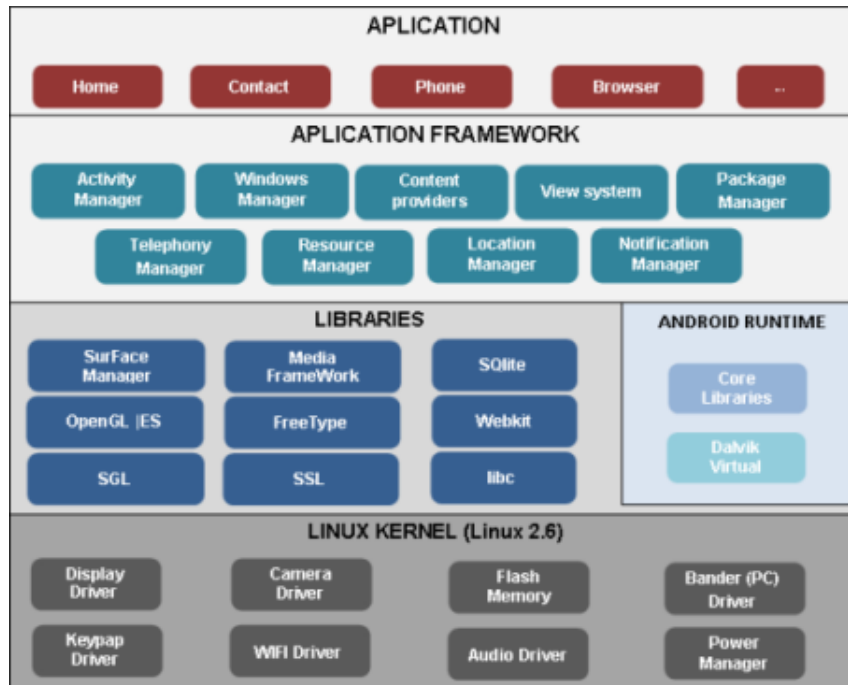 APLICATION
Home
Contact
Phone
Browser
...
APLICATION FRAMEWORK
Activity
Manager
Windows
Manager
Content
providers
View system
Package
Manager
Telephony
Manager
Resource
Manager
Location
Manager
Notification
Manager
LIBRARIES
SurFace
Manager
Media
FrameWork
SQlite
OpenGL |ES
FreeType
Webkit
SGL
SSL
libc
ANDROID RUNTIME
Core
Libraries
Dalvik
Virtual
LINUX KERNEL (Linux 2.6)
Display
Driver
Camera
Driver
Flash
Memory
Bander (PC)
Driver
Keypap
Driver
WIFI Driver
Audio Driver
Power
Manager